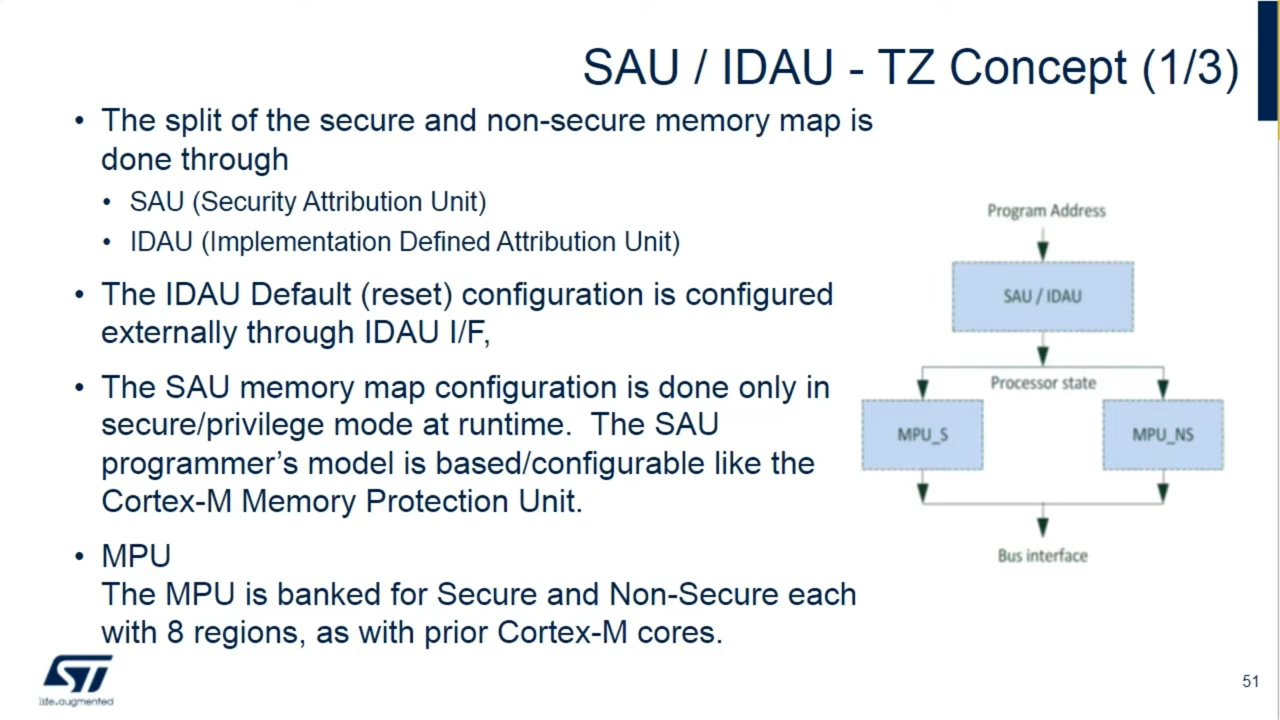 SAU / IDAU - TZ Concept (1/3)
• The split of the secure and non-secure memory map is
done through
• SAU (Security Attribution Unit)
• IDAU (Implementation Defined Attribution Unit)
• The IDAU Default (reset) configuration is configured
externally through IDAU I/F,
• The SAU memory map configuration is done only in
secure/privilege mode at runtime.  The SAU
programmer’s model is based/configurable like the
Cortex-M Memory Protection Unit.
• MPU
The MPU is banked for Secure and Non-Secure each
with 8 regions, as with prior Cortex-M cores.
Program Address
SAU / IDAU
Processor state
MPU_S
MPU_NS
Bus interface
ST
life.augmented
51